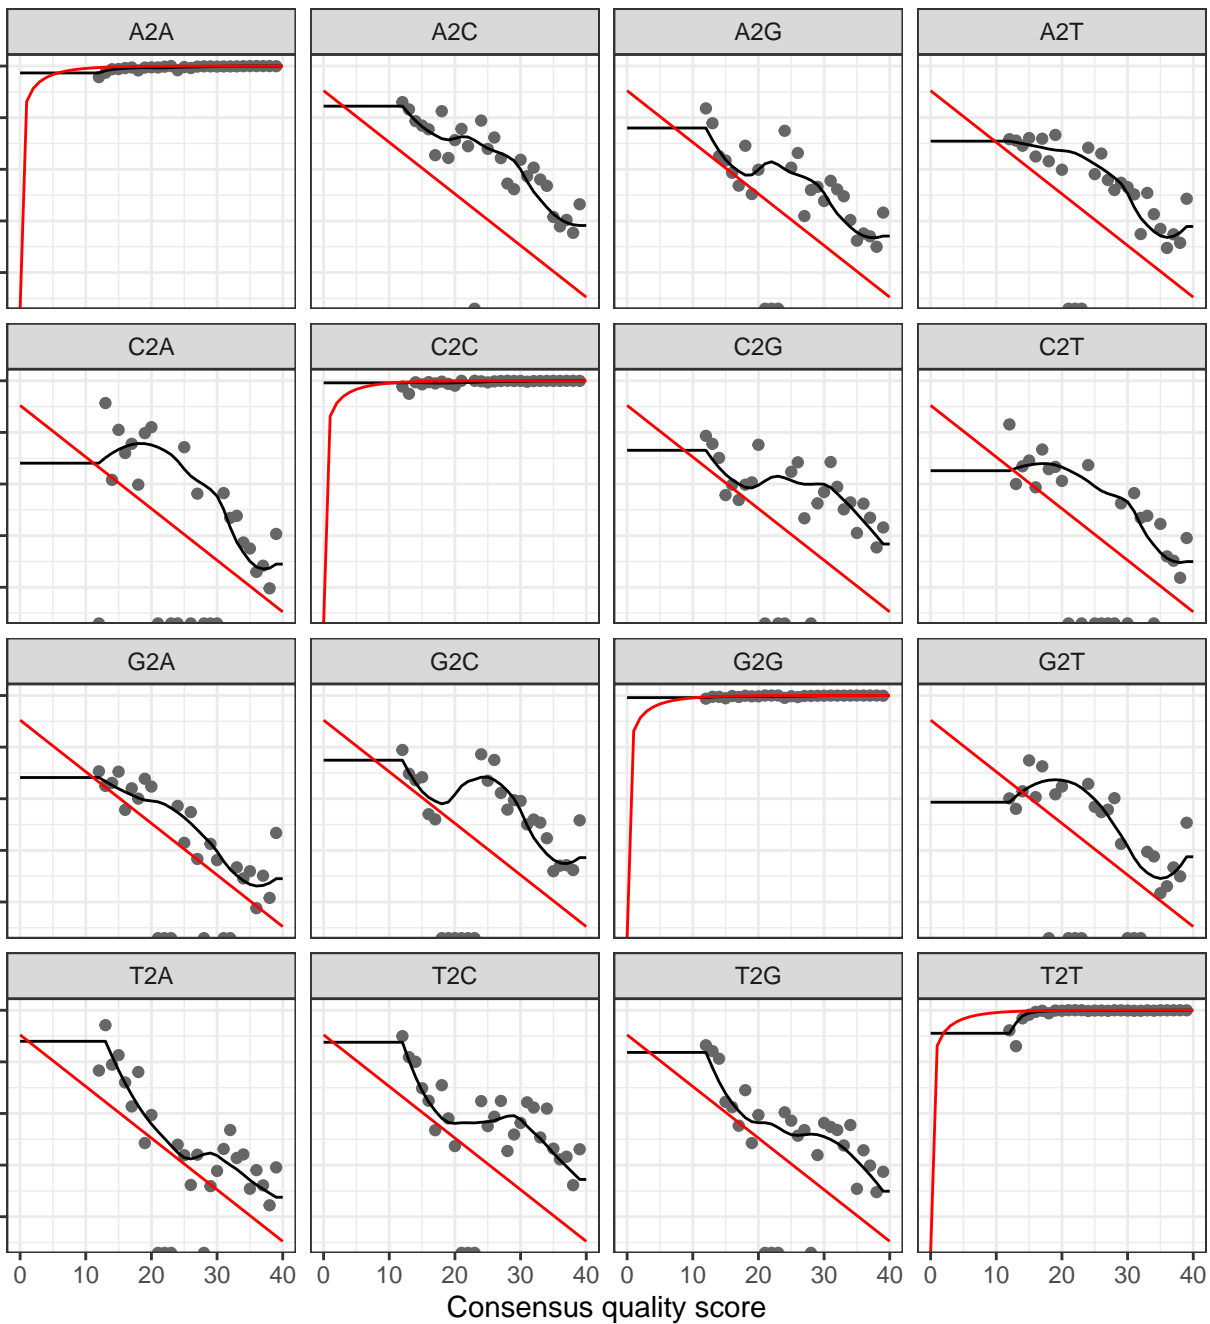 A2A A2C A2G A2T
C2A C2C C2G C2T
G2A G2C G2G G2T
T2A T2C T2G T2T
0 10 20 30 40 0 10 20 30 40 0 10 20 30 40 0 10 20 30 40
Consensus quality score